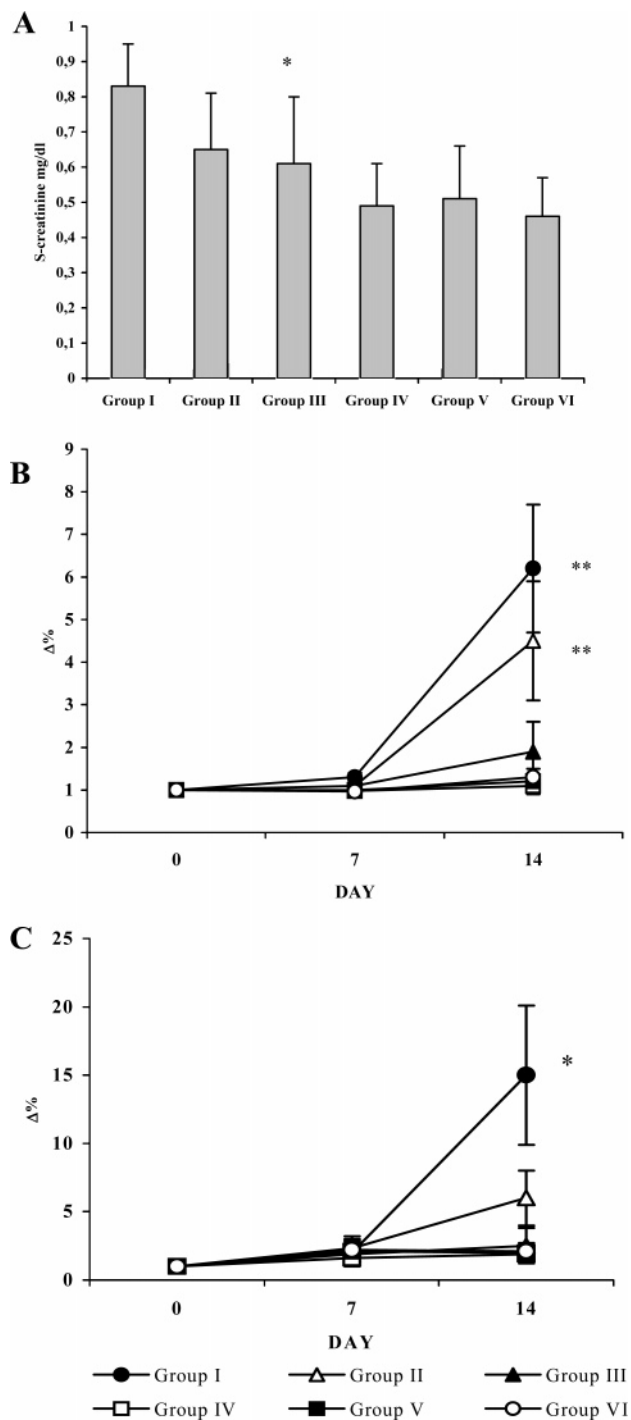 A
1
*
0,9
0,8
0,7
0,6
0,5
0,4
0,3
0,2
0,1
0
S-creatinine mg/dl
Group I Group II Group III Group IV Group V Group VI
B
9
8
7
6
5
4
3
2
1
0
Δ%
**
**
0 7 14
DAY
C
25
20
15
10
5
0
Δ%
*
0 7 14
DAY
Group I Group II Group III
Group IV Group V Group VI